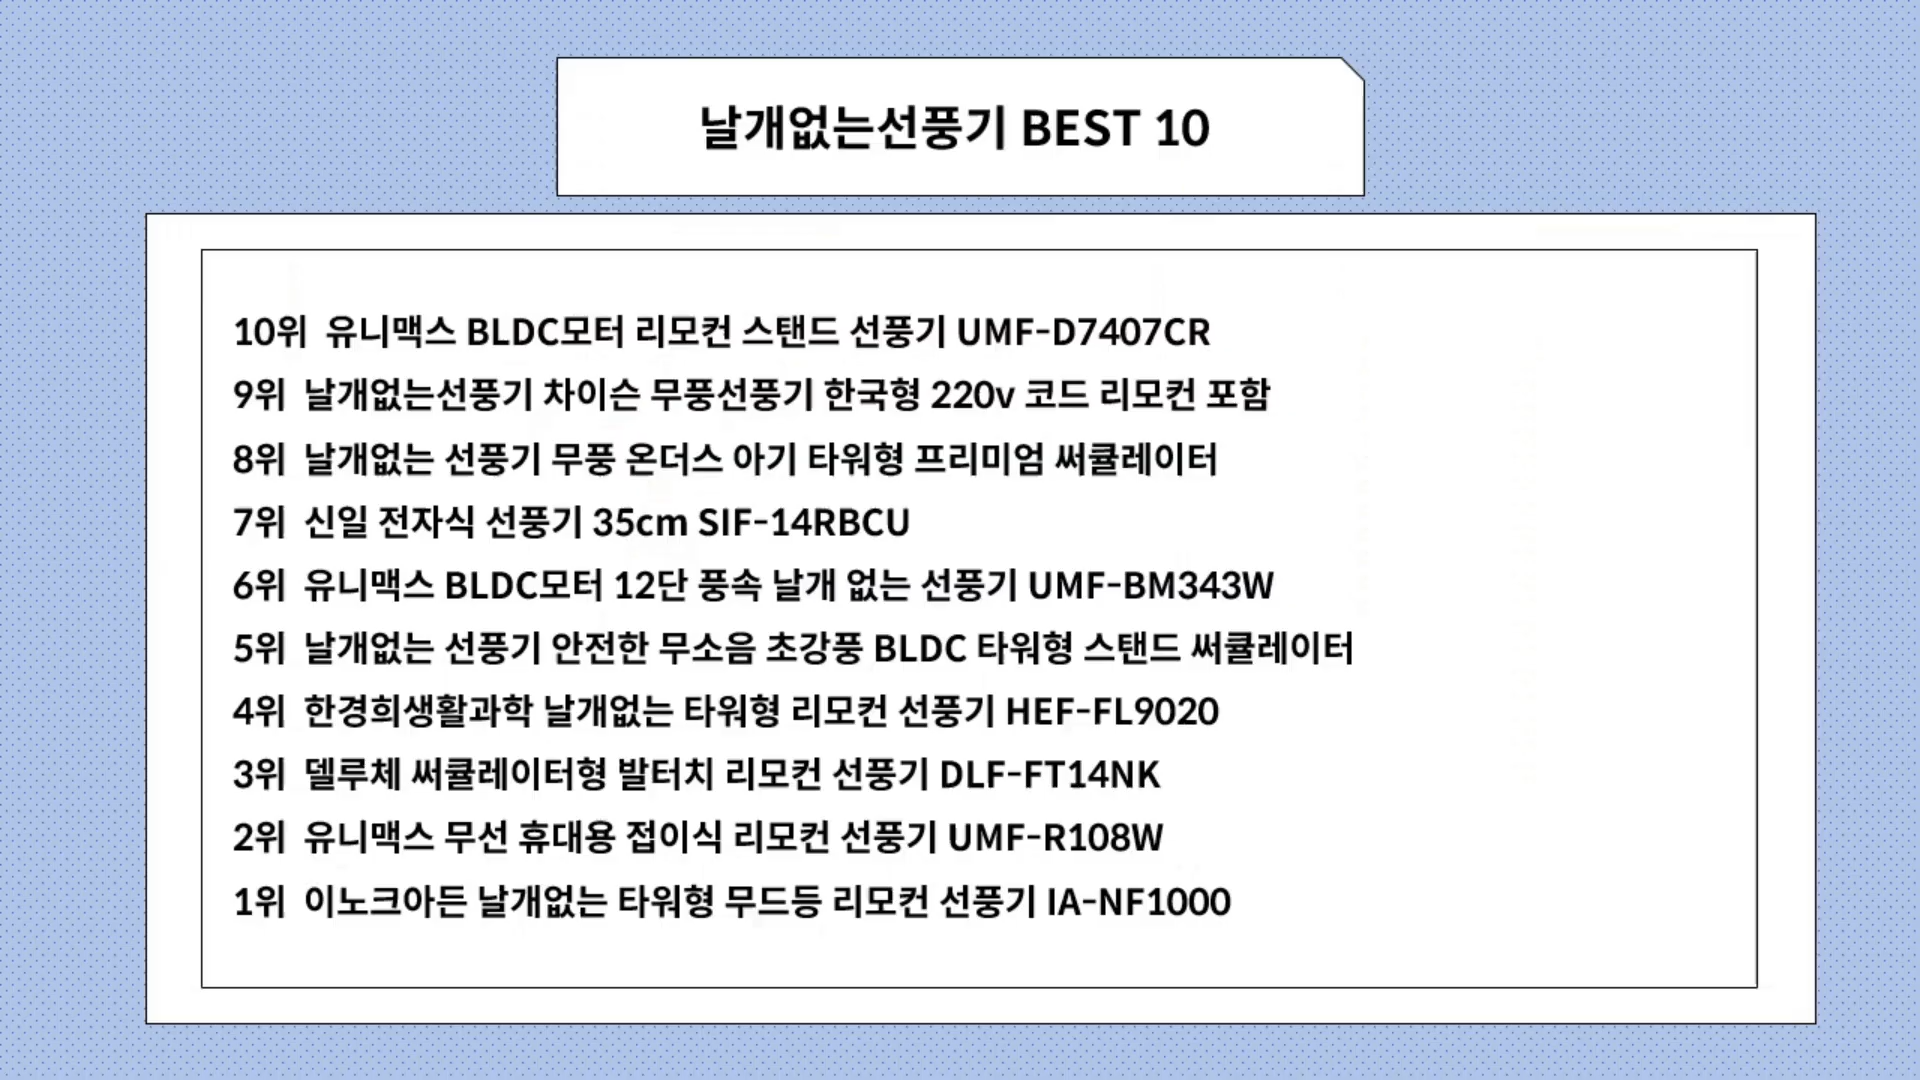 날개없는선풍기 BEST 10
10위 유니맥스 BLDC모터 리모컨 스탠드 선풍기 UMF-D7407CR
9위 날개없는선풍기 차이슨 무풍선풍기 한국형 220v 코드 리모컨 포함
8위 날개없는 선풍기 무풍 온더스 아기 타워형 프리미엄 써큘레이터
7위 신일 전자식 선풍기 35cm SIF-14RBCU
6위 유니맥스 BLDC모터 12단 풍속 날개 없는 선풍기 UMF-BM343W
5위 날개없는 선풍기 안전한 무소음 초강풍 BLDC 타워형 스탠드 써큘레이터
4위 한경희생활과학 날개없는 타워형 리모컨 선풍기 HEF-FL9020
3위 델루체 써큘레이터형 발터치 리모컨 선풍기 DLF-FT14NK
2위 유니맥스 무선 휴대용 접이식 리모컨 선풍기 UMF-R108W
1위 이노크아든 날개없는 타워형 무드등 리모컨 선풍기 IA-NF1000